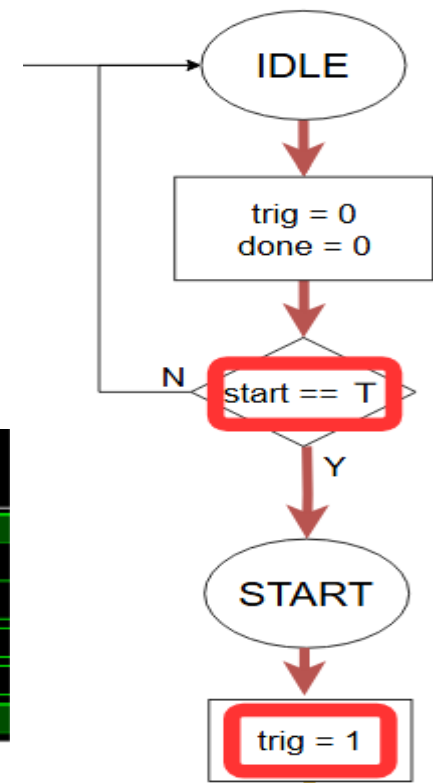 IDLE
trig = 0
done = 0
N
start == T
Y
START
trig = 1